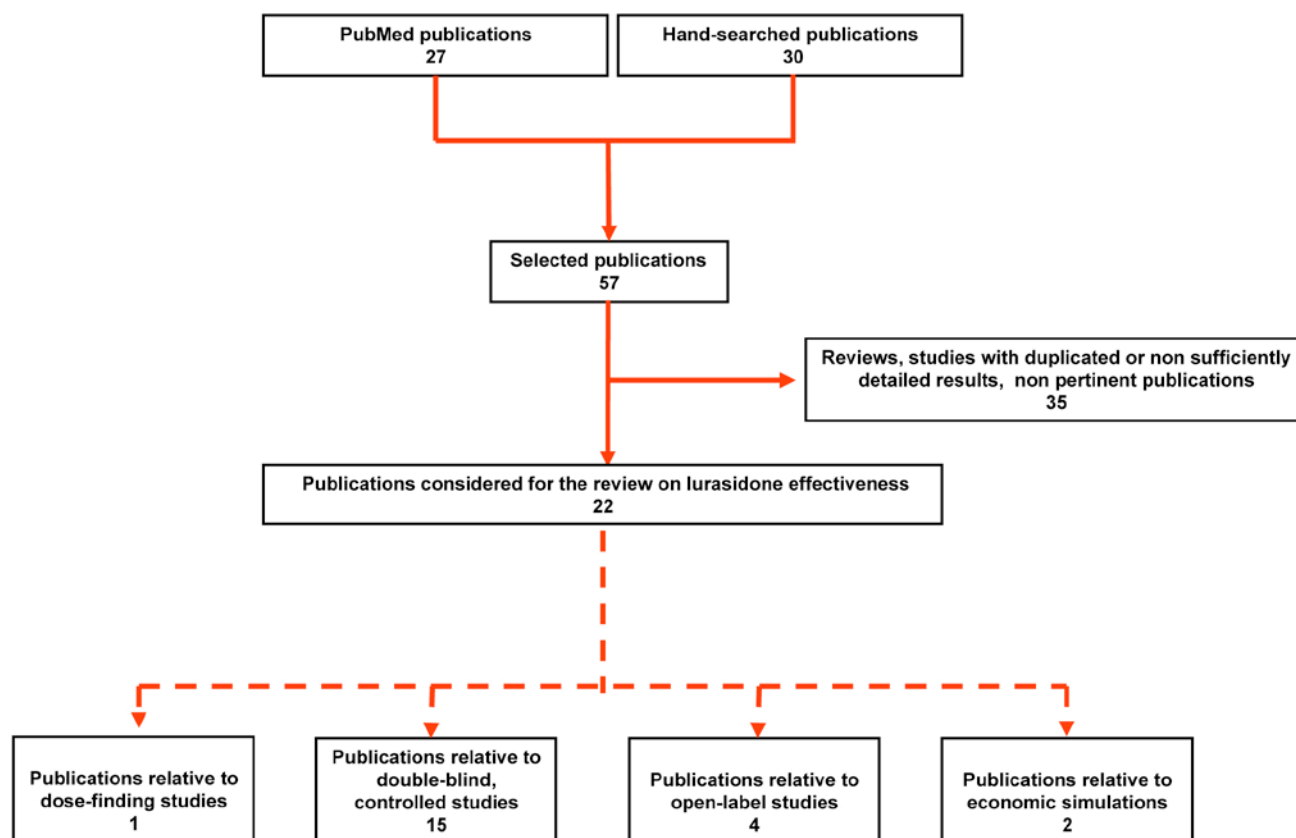 PubMed publications
27
Hand-searched publications
30
Selected publications
57
Reviews, studies with duplicated or non sufficiently
detailed results, non pertinent publications
35
Publications considered for the review on lurasidone effectiveness
22
Publications relative to
dose-finding studies
1
Publications relative to
double-blind,
controlled studies
15
Publications relative to
open-label studies
4
Publications relative to
economic simulations
2